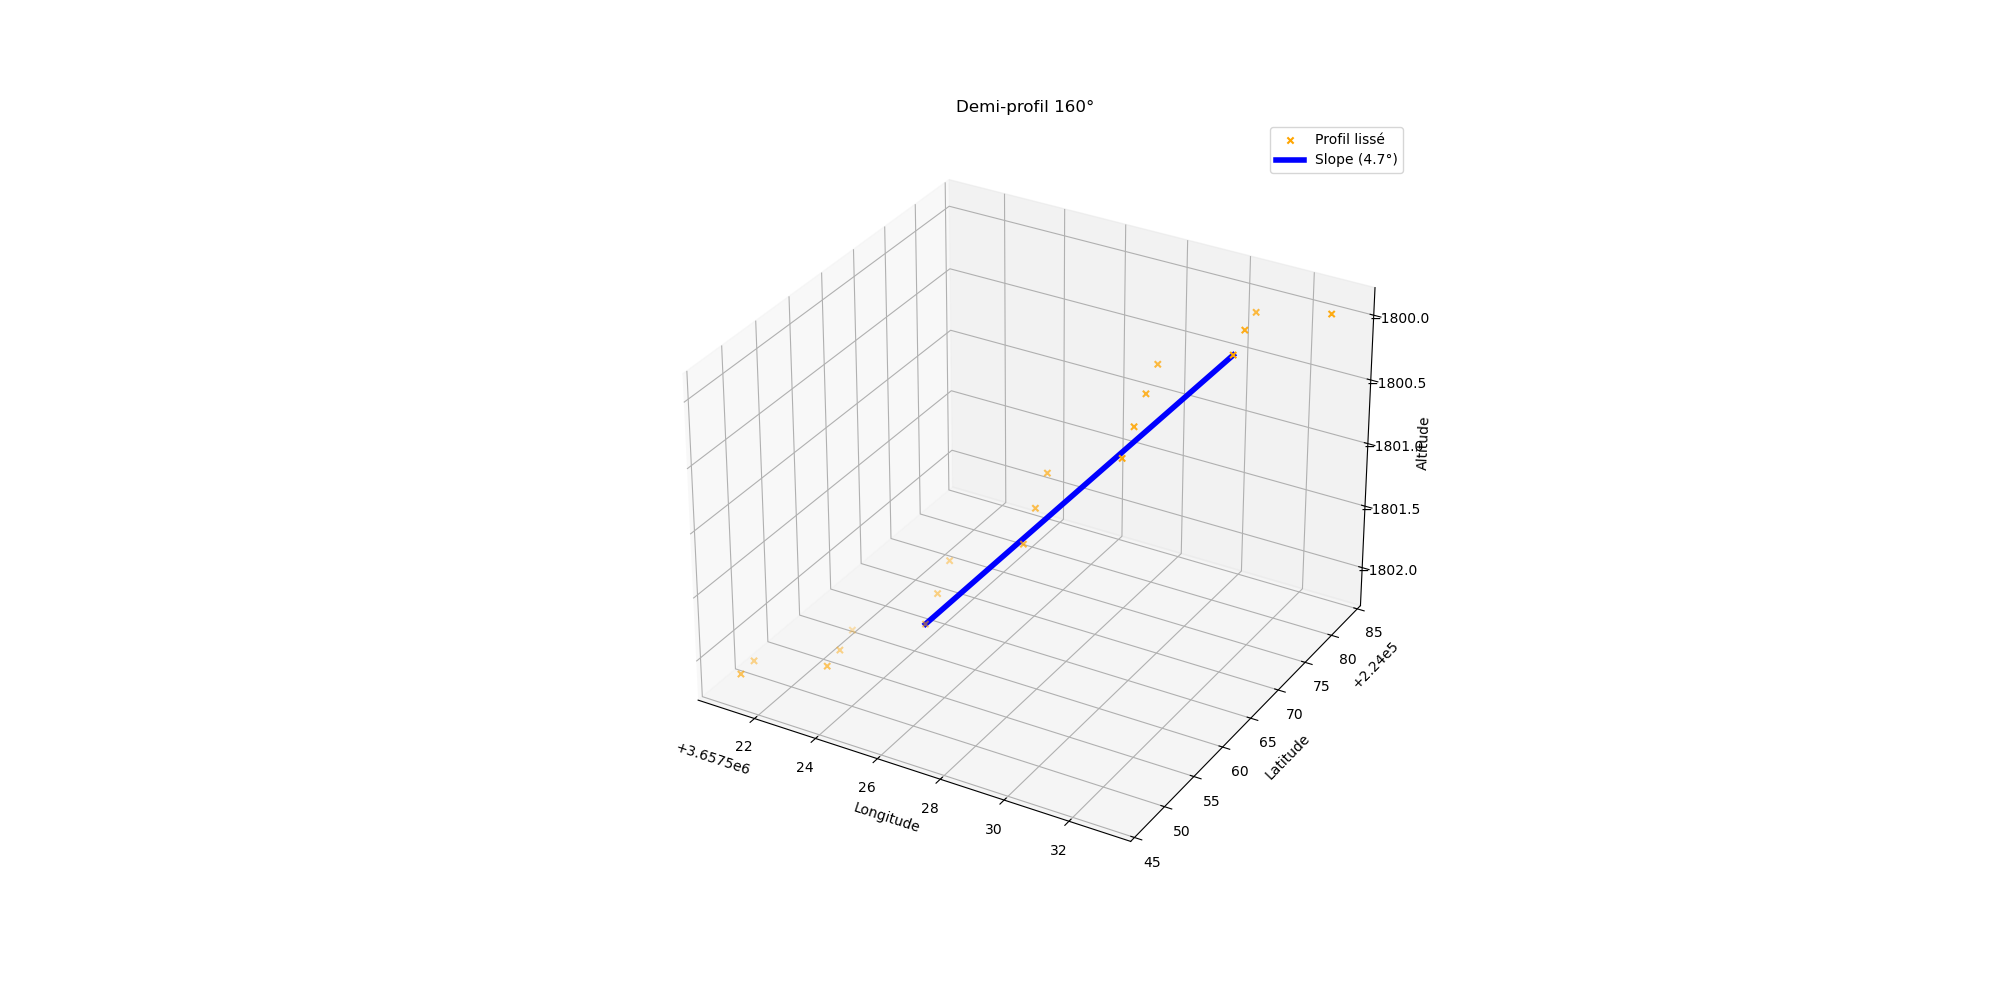 Demi-profil 160°
Profil lissé
Slope (4.7°)
−1800.0
−1800.5
−1801.0
−1801.5
−1802.0
Altitude
85
80
75
70
65
60
55
50
45
+2.24e5
Latitude
22
24
26
28
30
32
+3.6575e6
Longitude